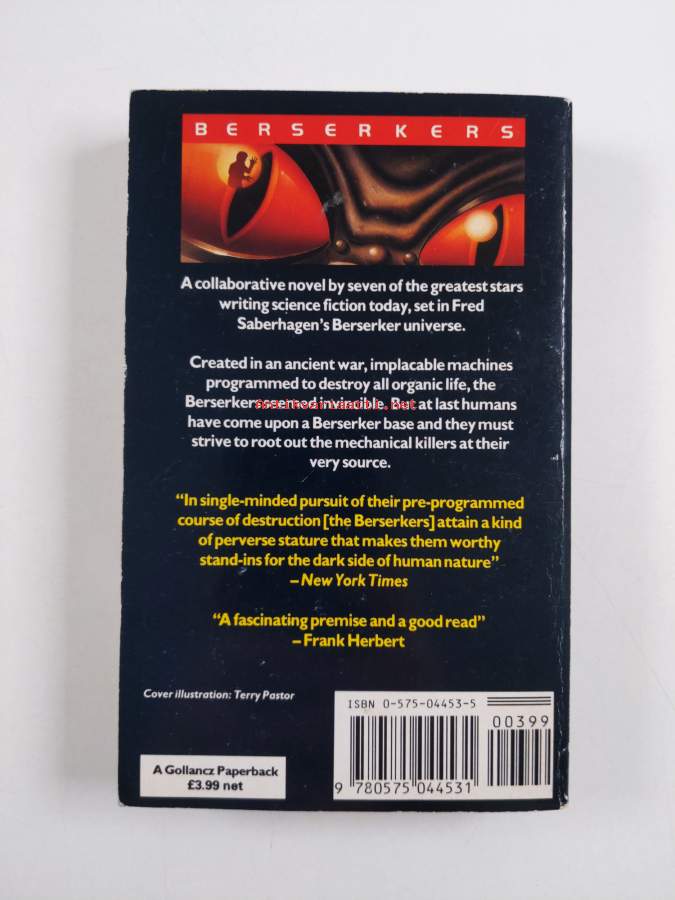 BERSERKERS
A collaborative novel by seven of the greatest stars
writing science fiction today, set in Fred
Saberhagen's Berserker universe.
Created in an ancient war, implacable machines
programmed to destroy all organic life, the
Berserkers seemed invincible. But at last humans
Antikvariaatti.net
have come upon a Berserker base and they must
strive to root out the mechanical killers at their
very source.
“In single-minded pursuit of their pre-programmed
course of destruction [the Berserkers] attain a kind
of perverse stature that makes them worthy
stand-ins for the dark side of human nature”
– New York Times
“A fascinating premise and a good read”
– Frank Herbert
Cover illustration: Terry Pastor
ISBN 0-575-04453-5
00399
9 780575 044531
A Gollancz Paperback
£3.99 net